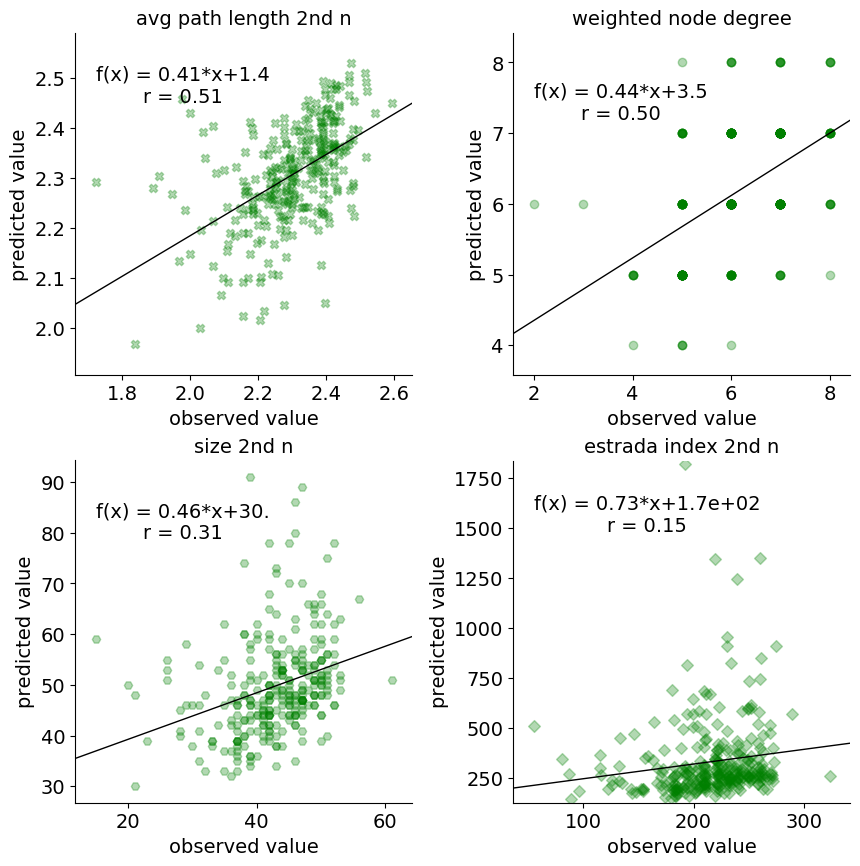 avg path length 2nd n
f(x) = 0.41*x+1.4
r = 0.51
predicted value
2.5
2.4
2.3
2.2
2.1
2.0
1.8 2.0 2.2 2.4 2.6
observed value
weighted node degree
f(x) = 0.44*x+3.5
r = 0.50
predicted value
8
7
6
5
4
2 4 6 8
observed value
size 2nd n
f(x) = 0.46*x+30.
r = 0.31
predicted value
90
80
70
60
50
40
30
20 40 60
observed value
estrada index 2nd n
f(x) = 0.73*x+1.7e+02
r = 0.15
predicted value
1750
1500
1250
1000
750
500
250
100 200 300
observed value